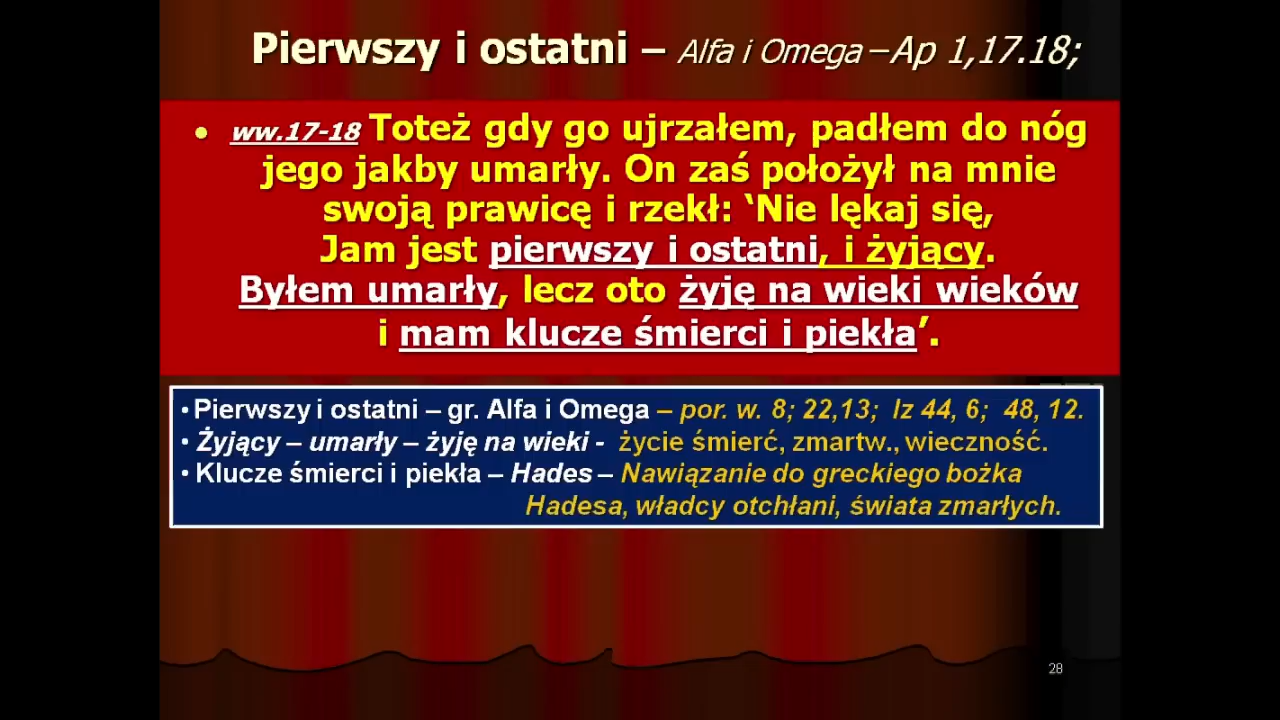 Pierwszy i ostatni – Alfa i Omega – Ap 1,17.18;
• ww.17-18 Toteż gdy go ujrzałem, padłem do nóg
jego jakby umarły. On zaś położył na mnie
swoją prawicę i rzekł: ‘Nie lękaj się,
Jam jest pierwszy i ostatni, i żyjący.
Byłem umarły, lecz oto żyję na wieki wieków
i mam klucze śmierci i piekła’.
• Pierwszy i ostatni – gr. Alfa i Omega – por. w. 8; 22,13; Iz 44, 6; 48, 12.
• Żyjący – umarły – żyję na wieki - życie śmierć, zmartw., wieczność.
• Klucze śmierci i piekła – Hades – Nawiązanie do greckiego bożka
Hadesa, władcy otchłani, świata zmarłych.
28